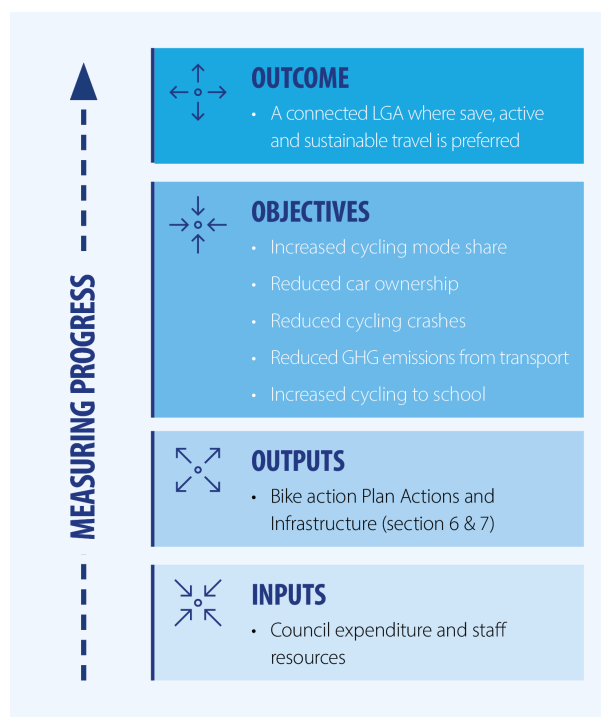 OUTCOME
• A connected LGA where save, active
and sustainable travel is preferred
OBJECTIVES
• Increased cycling mode share
• Reduced car ownership
• Reduced cycling crashes
• Reduced GHG emissions from transport
• Increased cycling to school
OUTPUTS
• Bike action Plan Actions and
Infrastructure (section 6 & 7)
INPUTS
• Council expenditure and staff
resources
MEASURING PROGRESS